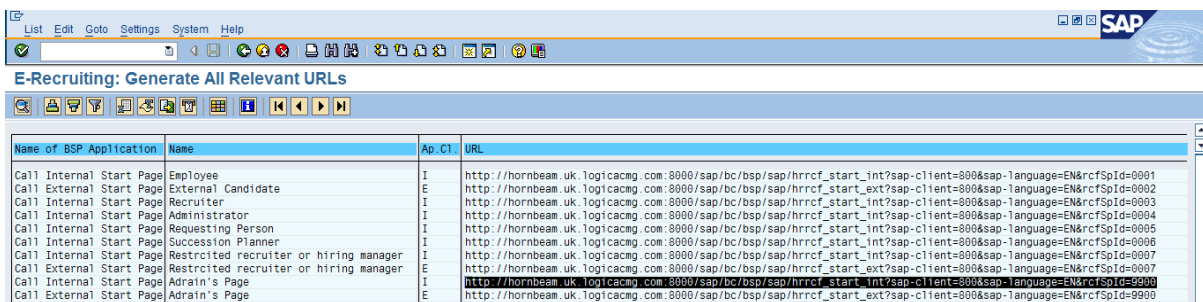 List Edit Goto Settings System Help
SAP
E-Recruiting: Generate All Relevant URLs
Name of BSP Application Name Ap.Cl. URL
Call Internal Start Page Employee I http://hornbeam.uk.logicacmg.com:8000/sap/bc/bsp/sap/hrrcf_start_int?sap-client=800&sap-language=EN&rcfSpId=0001
Call External Start Page External Candidate E http://hornbeam.uk.logicacmg.com:8000/sap/bc/bsp/sap/hrrcf_start_ext?sap-client=800&sap-language=EN&rcfSpId=0002
Call Internal Start Page Recruiter I http://hornbeam.uk.logicacmg.com:8000/sap/bc/bsp/sap/hrrcf_start_int?sap-client=800&sap-language=EN&rcfSpId=0003
Call Internal Start Page Administrator I http://hornbeam.uk.logicacmg.com:8000/sap/bc/bsp/sap/hrrcf_start_int?sap-client=800&sap-language=EN&rcfSpId=0004
Call Internal Start Page Requesting Person I http://hornbeam.uk.logicacmg.com:8000/sap/bc/bsp/sap/hrrcf_start_int?sap-client=800&sap-language=EN&rcfSpId=0005
Call Internal Start Page Succession Planner I http://hornbeam.uk.logicacmg.com:8000/sap/bc/bsp/sap/hrrcf_start_int?sap-client=800&sap-language=EN&rcfSpId=0006
Call Internal Start Page Restrcited recruiter or hiring manager I http://hornbeam.uk.logicacmg.com:8000/sap/bc/bsp/sap/hrrcf_start_int?sap-client=800&sap-language=EN&rcfSpId=0007
Call External Start Page Restrcited recruiter or hiring manager E http://hornbeam.uk.logicacmg.com:8000/sap/bc/bsp/sap/hrrcf_start_ext?sap-client=800&sap-language=EN&rcfSpId=0007
Call Internal Start Page Adrain's Page I http://hornbeam.uk.logicacmg.com:8000/sap/bc/bsp/sap/hrrcf_start_int?sap-client=800&sap-language=EN&rcfSpId=9900
Call External Start Page Adrain's Page E http://hornbeam.uk.logicacmg.com:8000/sap/bc/bsp/sap/hrrcf_start_ext?sap-client=800&sap-language=EN&rcfSpId=9900